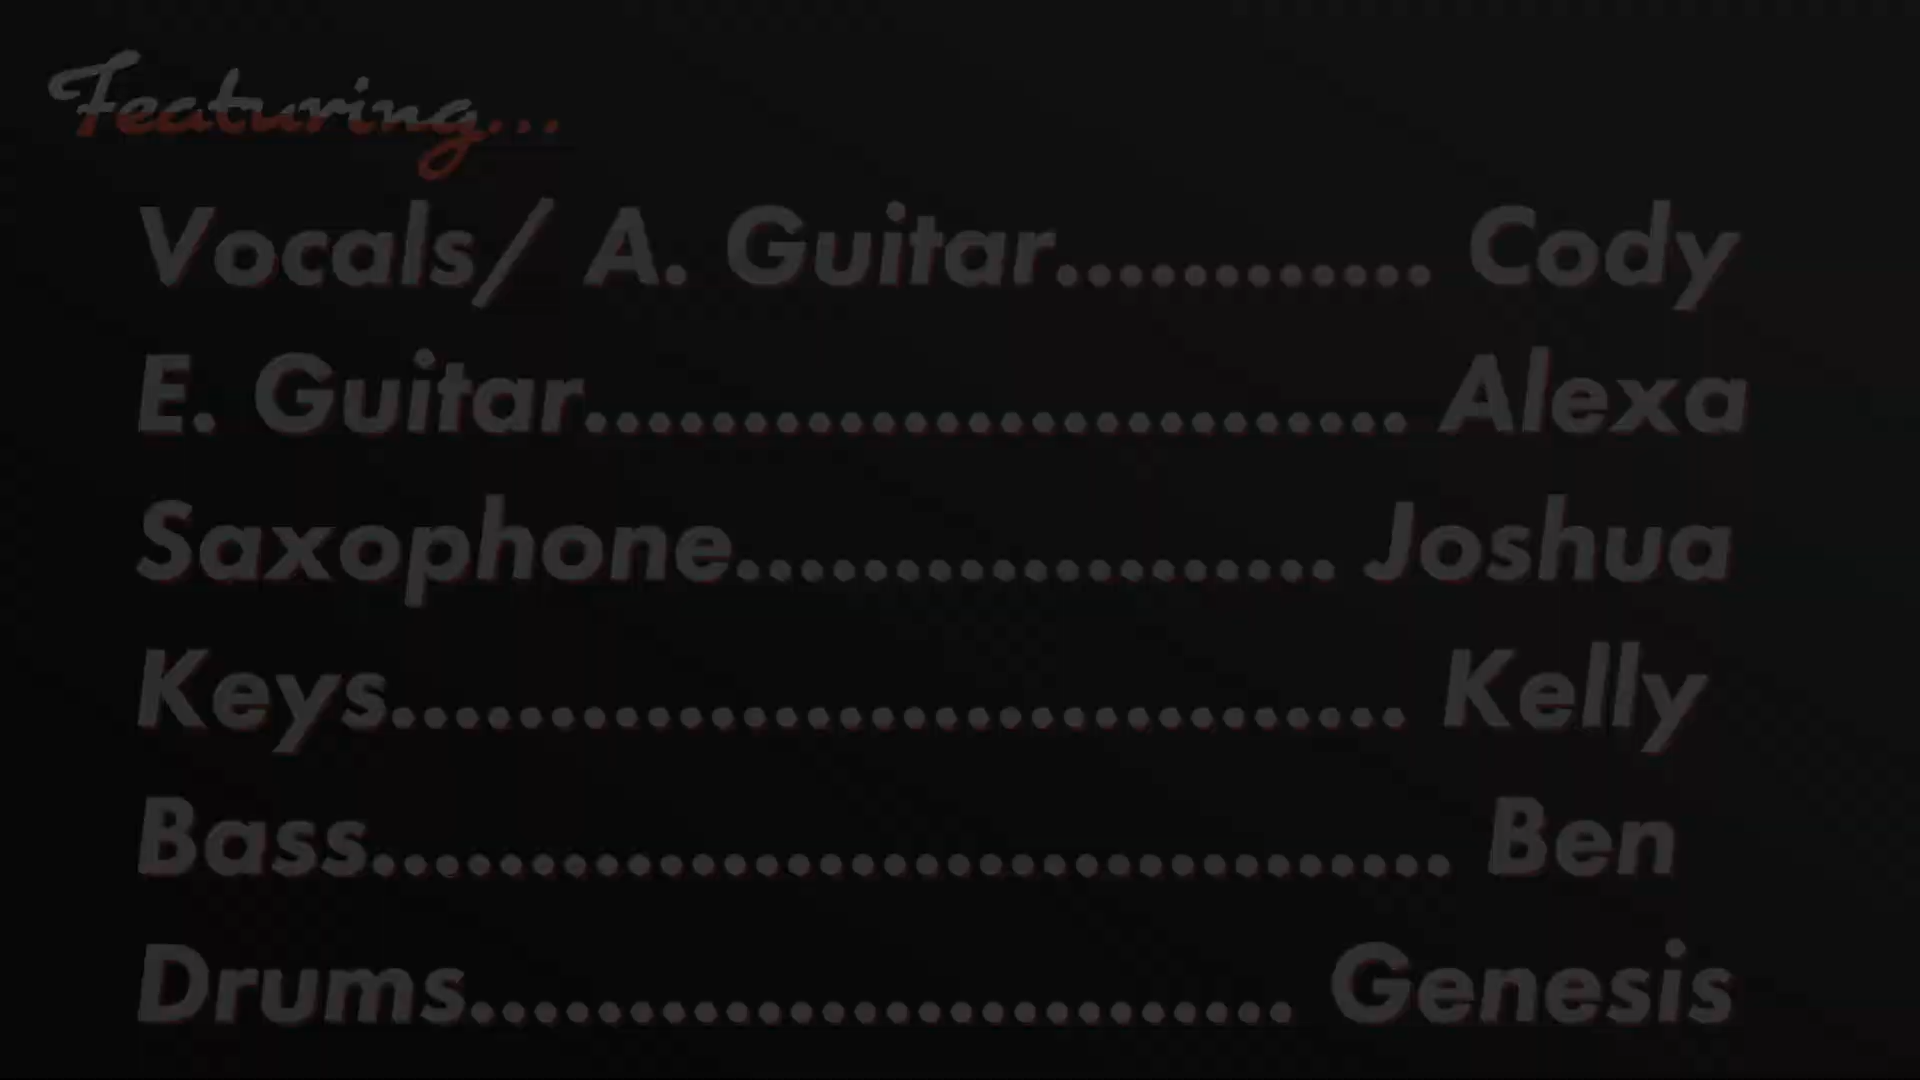 Featuring...
Vocals/ A. Guitar............ Cody
E. Guitar.......................... Alexa
Saxophone................... Joshua
Keys................................ Kelly
Bass.................................. Ben
Drums.......................... Genesis